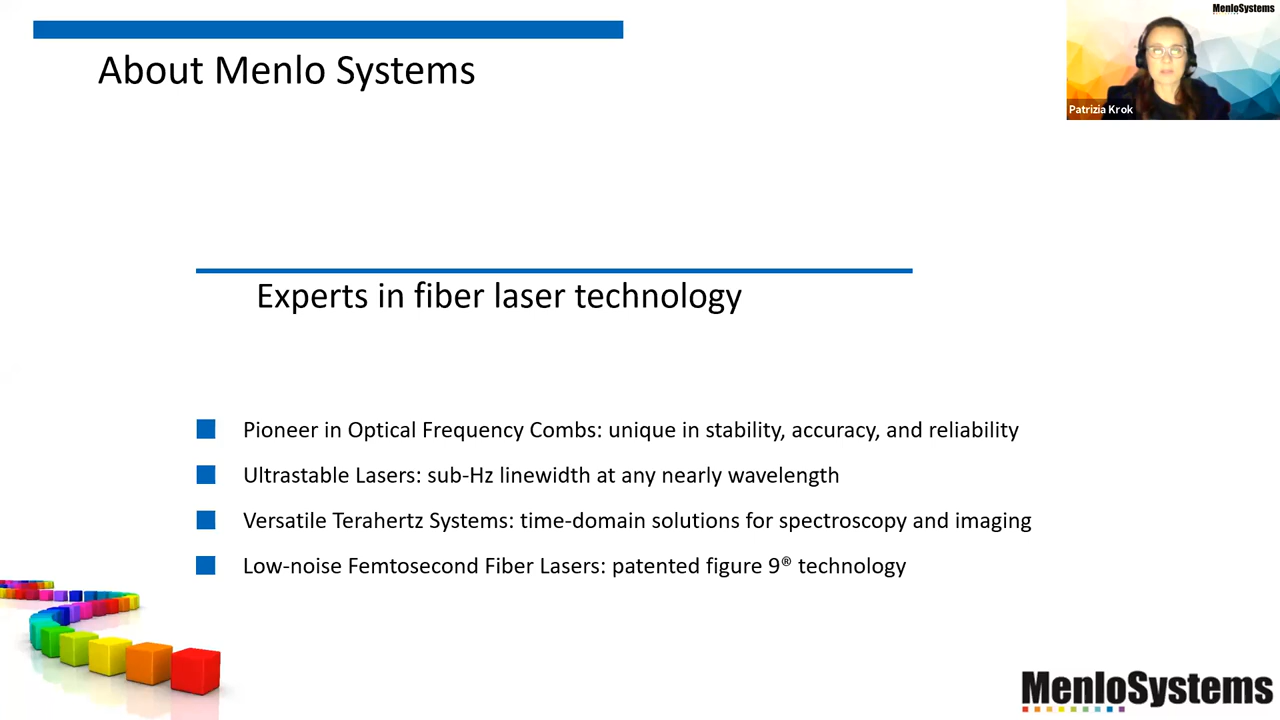 MenloSystems
About Menlo Systems
Patrizia Krok
Experts in fiber laser technology
Pioneer in Optical Frequency Combs: unique in stability, accuracy, and reliability
Ultrastable Lasers: sub-Hz linewidth at any nearly wavelength
Versatile Terahertz Systems: time-domain solutions for spectroscopy and imaging
Low-noise Femtosecond Fiber Lasers: patented figure 9® technology
MenloSystems